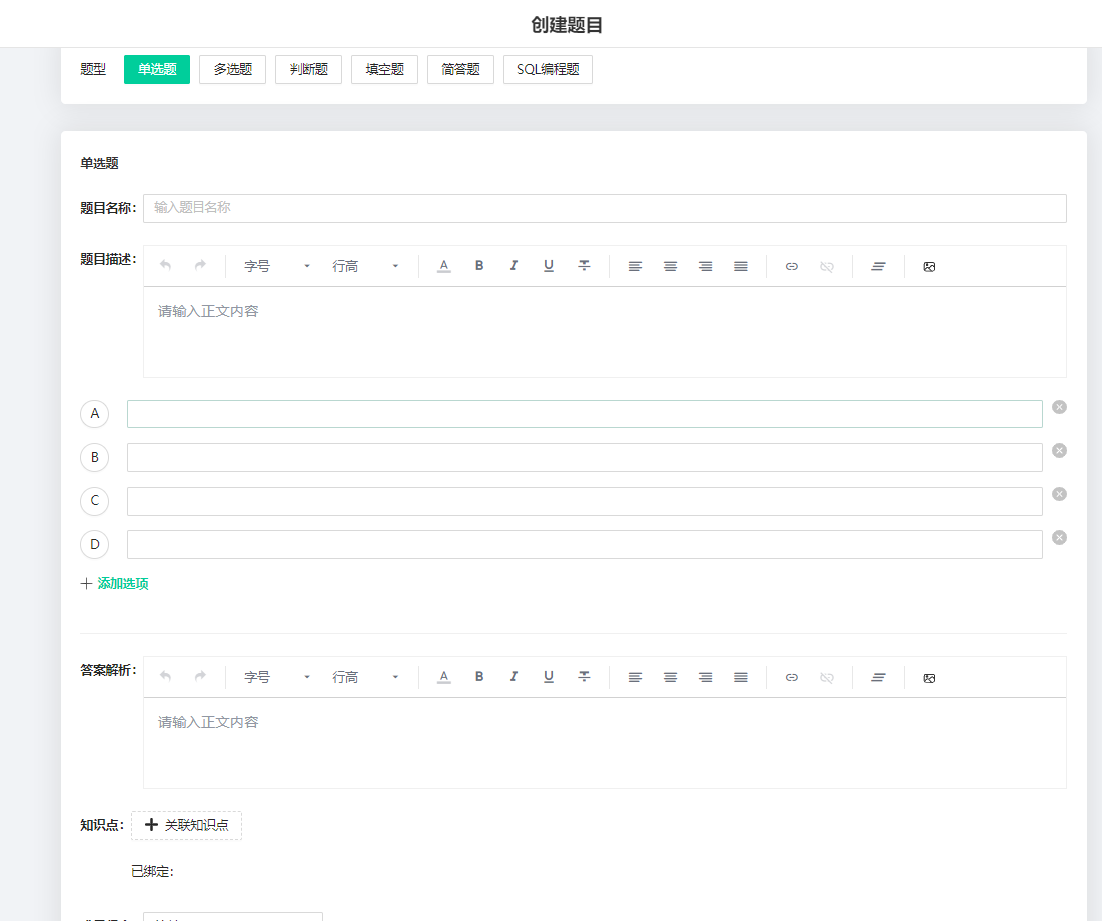 创建题目
题型 单选题 多选题 判断题 填空题 简答题 SQL编程题
单选题
题目名称: 输入题目名称
题目描述: 字号 行高 A B I U T
请输入正文内容
A
B
C
D
+ 添加选项
答案解析: 字号 行高 A B I U T
请输入正文内容
知识点: + 关联知识点
已绑定: